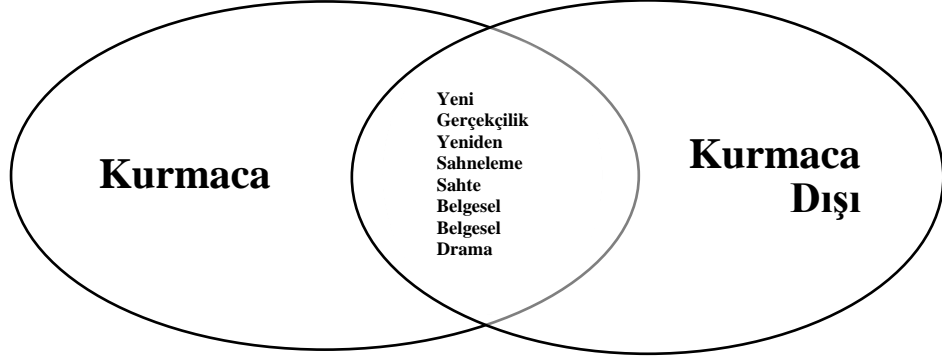 Kurmaca
Yeni
Gerçekçilik
Yeniden
Sahneleme
Sahte
Belgesel
Belgesel
Drama
Kurmaca
Dışı